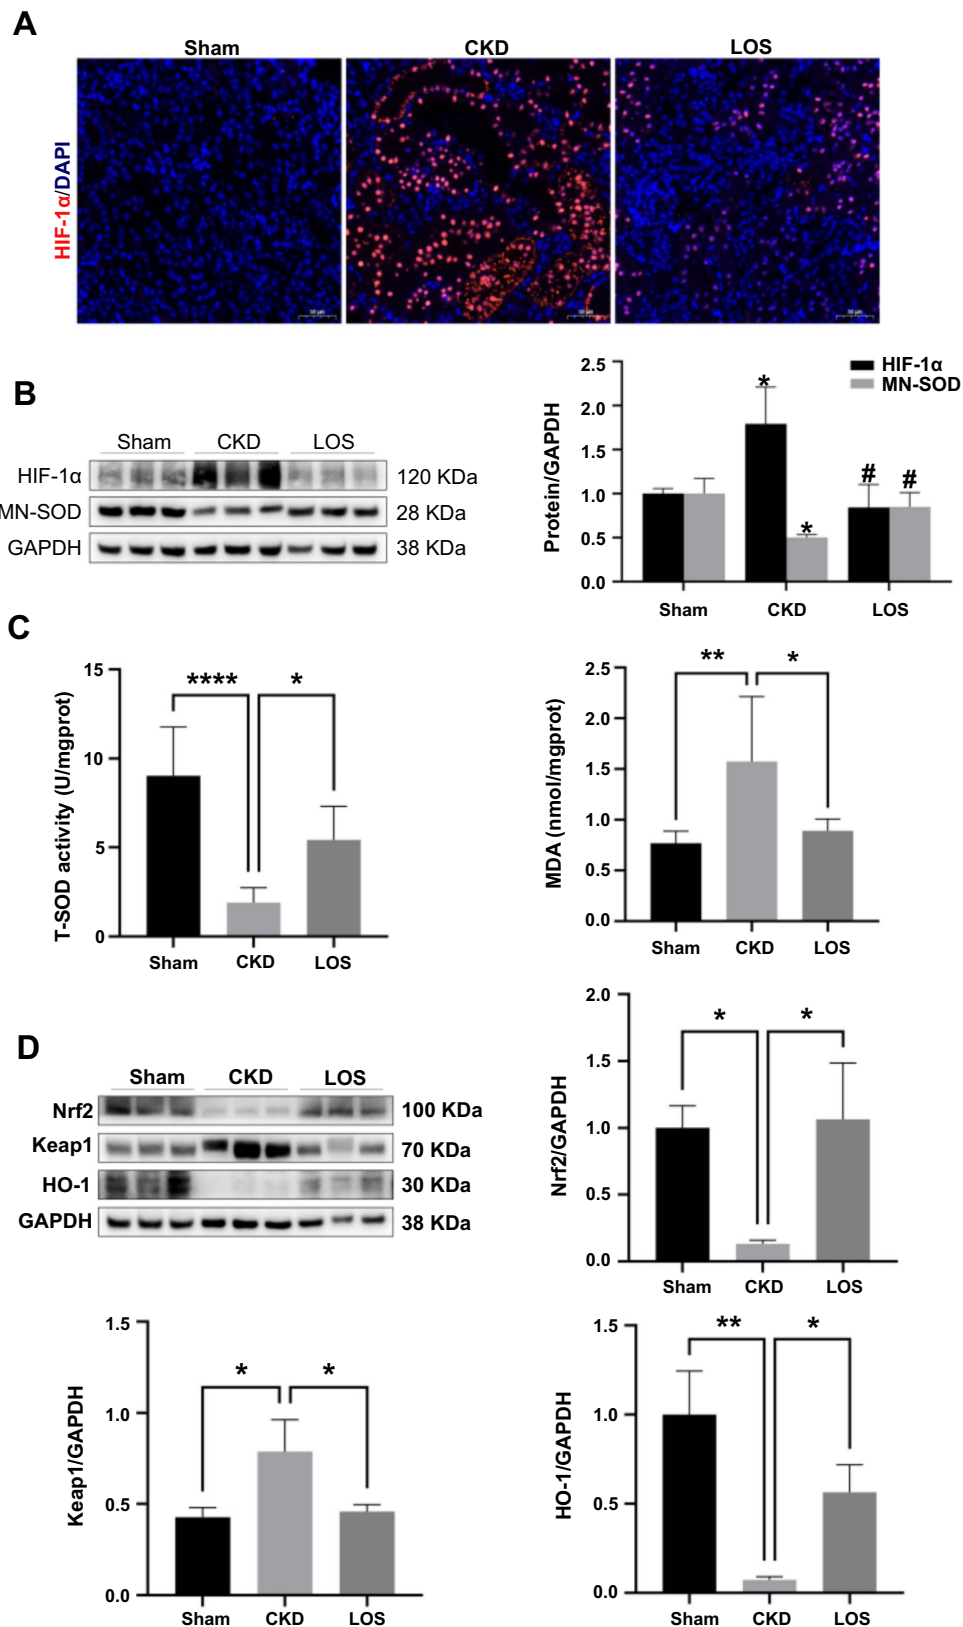 A
Sham CKD LOS
HIF-1α/DAPI
50 μm 50 μm 50 μm
B
Sham CKD LOS
HIF-1α 120 KDa
MN-SOD 28 KDa
GAPDH 38 KDa
Protein/GAPDH
2.5
2.0
1.5
1.0
0.5
0.0
* * # #
HIF-1α
MN-SOD
Sham CKD LOS
C
T-SOD activity (U/mgprot)
15
10
5
0
**** *
Sham CKD LOS
MDA (nmol/mgprot)
2.5
2.0
1.5
1.0
0.5
0.0
** *
Sham CKD LOS
D
Sham CKD LOS
Nrf2 100 KDa
Keap1 70 KDa
HO-1 30 KDa
GAPDH 38 KDa
Nrf2/GAPDH
2.0
1.5
1.0
0.5
0.0
* *
Sham CKD LOS
Keap1/GAPDH
1.5
1.0
0.5
0.0
* *
Sham CKD LOS
HO-1/GAPDH
1.5
1.0
0.5
0.0
** *
Sham CKD LOS